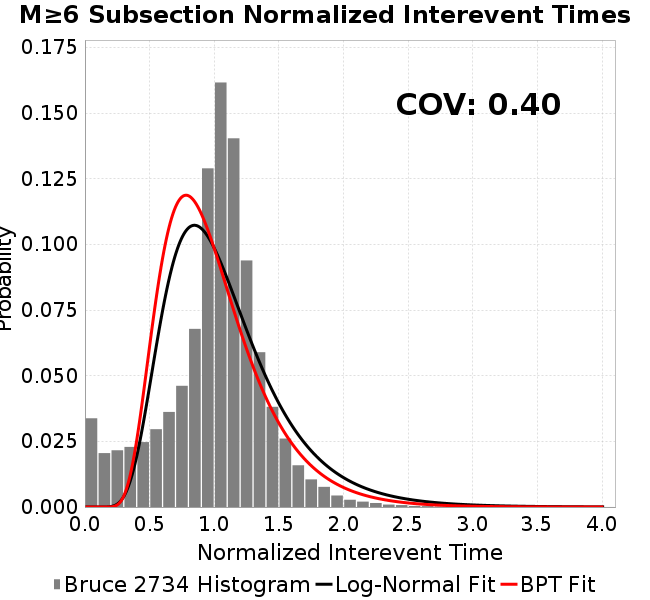 M≥6 Subsection Normalized Interevent Times
COV: 0.40
0.175
0.150
0.125
0.100
0.075
0.050
0.025
0.000
Probability
0.0 0.5 1.0 1.5 2.0 2.5 3.0 3.5 4.0
Normalized Interevent Time
Bruce 2734 Histogram Log-Normal Fit BPT Fit